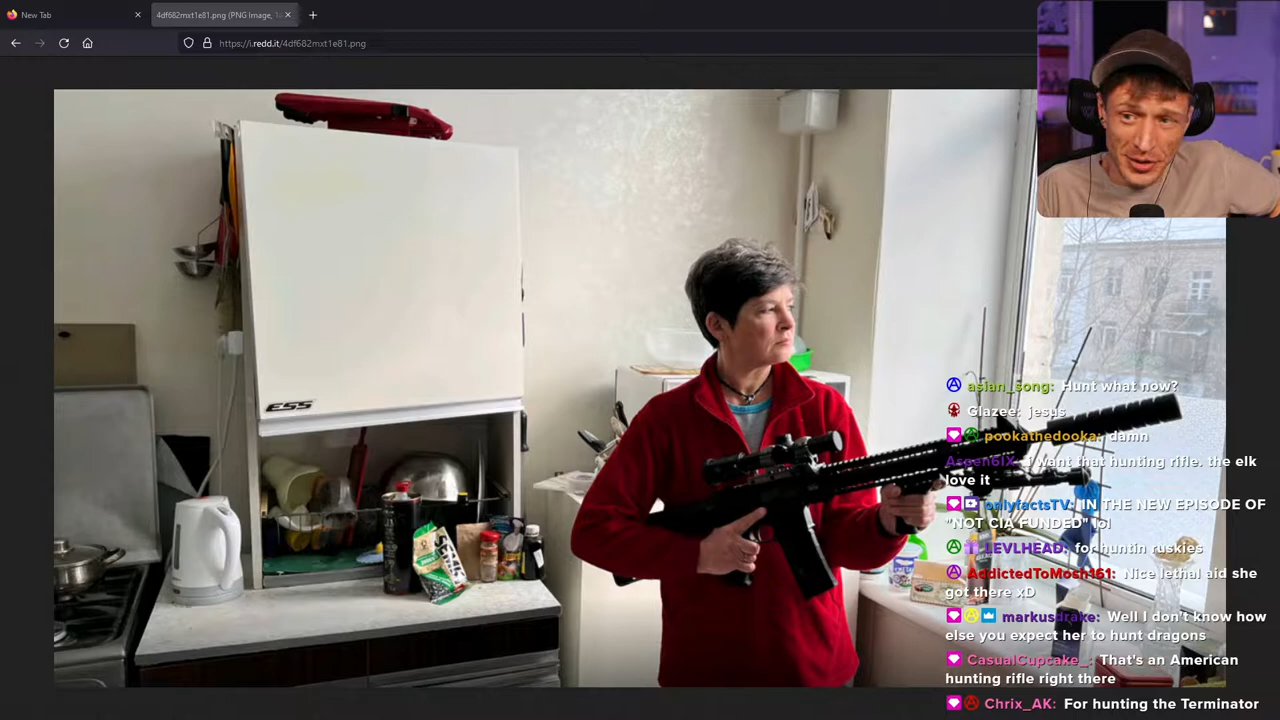 New Tab
4df682mxt1e81.png (PNG Image, 1
https://i.redd.it/4df682mxt1e81.png
ESS
asian_song: Hunt what now?
Glazee: jesus
pookathedooka: damn
Aspen6IX: i want that hunting rifle. the elk
love it
onlyfactsTV: IN THE NEW EPISODE OF
"NOT CIA FUNDED" lol
LEVLHEAD: for huntin ruskies
AddictedToMosh161: Nice lethal aid she
got there xD
markusdrake: Well I don't know how
else you expect her to hunt dragons
CasualCupcake_: That's an American
hunting rifle right there
Chrix_AK: For hunting the Terminator